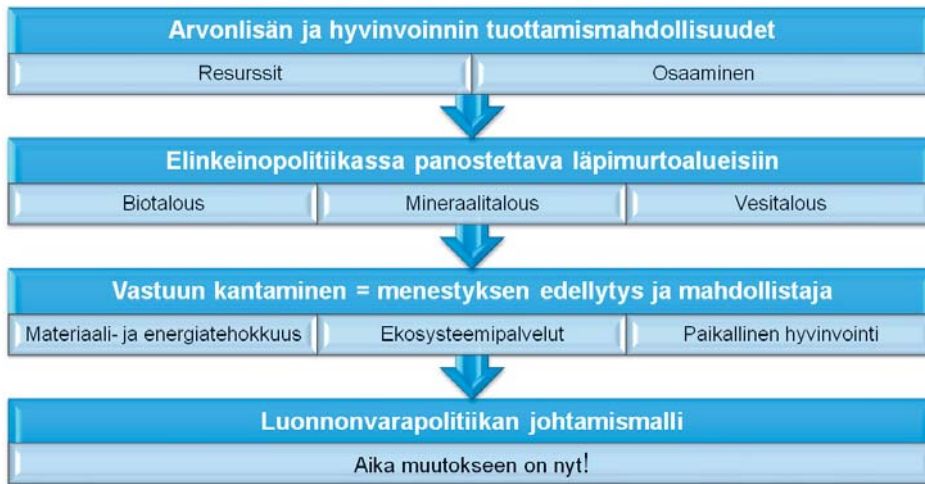 Arvonlisän ja hyvinvoinnin tuottamismahdollisuudet
Resurssit
Osaaminen
Elinkeinopolitiikassa panostettava läpimurtoalueisiin
Biotalous
Mineraalitalous
Vesitalous
Vastuun kantaminen = menestyksen edellytys ja mahdollistaja
Materiaali- ja energiatehokkuus
Ekosysteemipalvelut
Paikallinen hyvinvointi
Luonnonvarapolitiikan johtamismalli
Aika muutokseen on nyt!